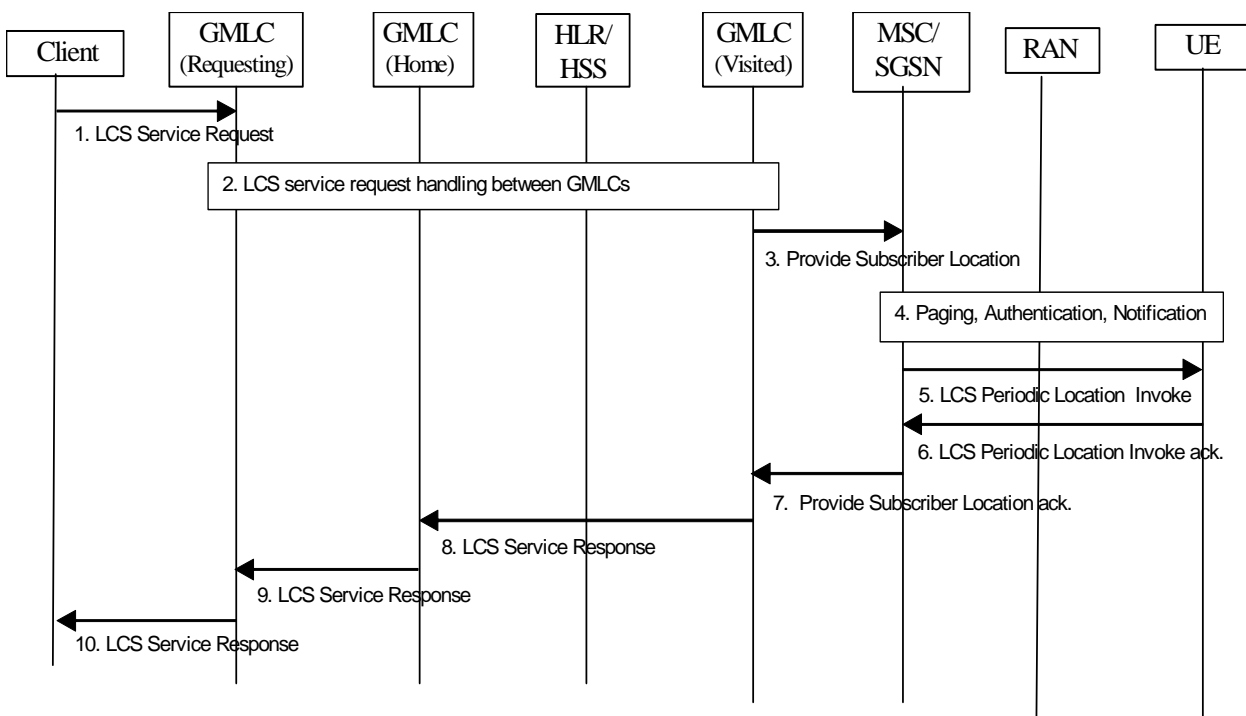 Client
GMLC
(Requesting)
GMLC
(Home)
HLR/
HSS
GMLC
(Visited)
MSC/
SGSN
RAN
UE
1. LCS Service Request
2. LCS service request handling between GMLCs
3. Provide Subscriber Location
4. Paging, Authentication, Notification
5. LCS Periodic Location Invoke
6. LCS Periodic Location Invoke ack.
7. Provide Subscriber Location ack.
8. LCS Service Response
9. LCS Service Response
10. LCS Service Response